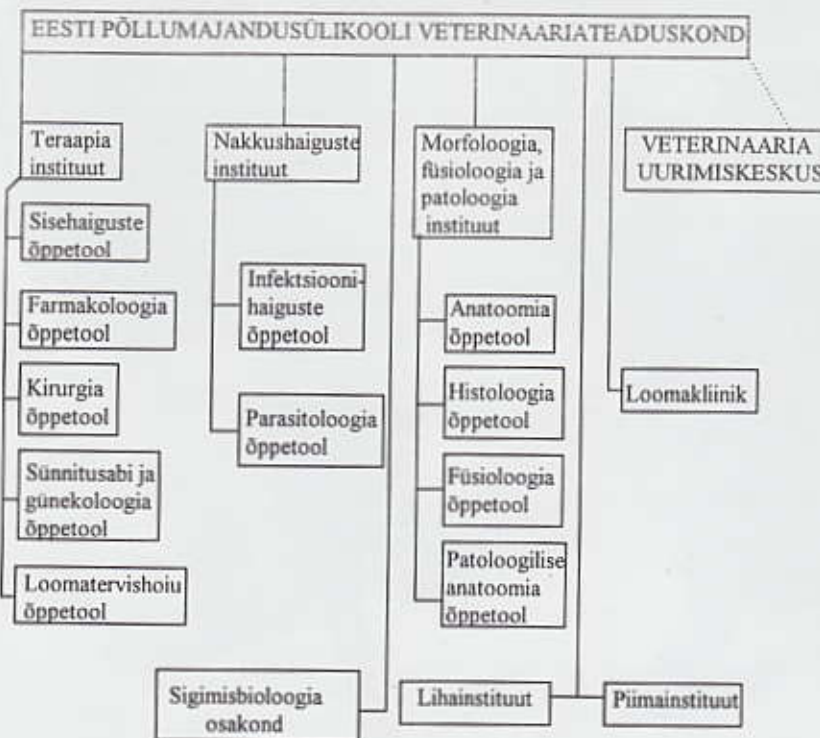 EESTI PÕLLUMAJANDUSÜLIKOOLI VETERINAARIATEADUSKOND
Teraapia
instituut
Sisehaiguste
õppetool
Farmakoloogia
õppetool
Kirurgia
õppetool
Sünnitusabi ja
günekoloogia
õppetool
Loomatervishoiu
õppetool
Nakkushaiguste
instituut
Infektsiooni-
haiguste
õppetool
Parasitoloogia
õppetool
Morfoloogia,
füsioloogia ja
patoloogia
instituut
Anatoomia
õppetool
Histoloogia
õppetool
Füsioloogia
õppetool
Patoloogilise
anatoomia
õppetool
VETERINAARIA
UURIMISKESKUS
Loomakliinik
Sigimisbioloogia
osakond
Lihainstituut
Piimainstituut